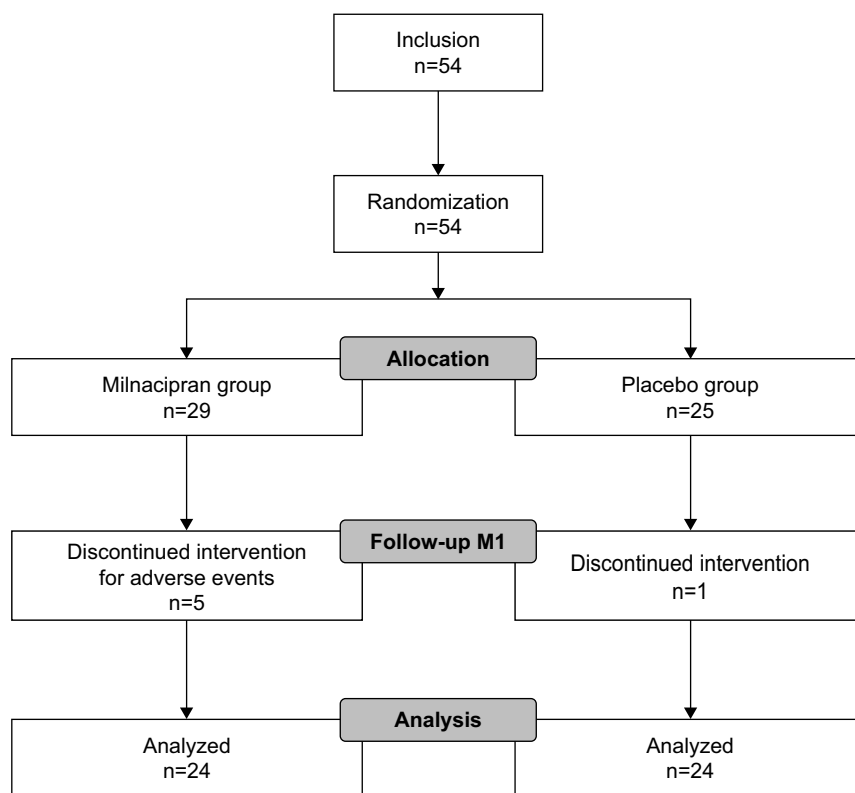 Inclusion
n=54
Randomization
n=54
Allocation
Milnacipran group
n=29
Placebo group
n=25
Follow-up M1
Discontinued intervention
for adverse events
n=5
Discontinued intervention
n=1
Analysis
Analyzed
n=24
Analyzed
n=24